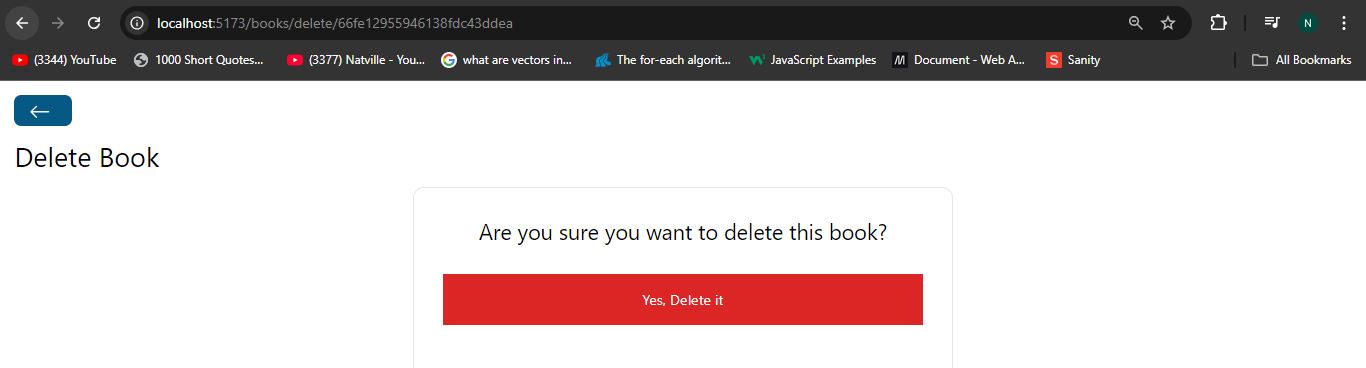 localhost:5173/books/delete/66fe12955946138fdc43ddea
N
(3344) YouTube
1000 Short Quotes...
(3377) Natville - You...
what are vectors in...
The for-each algorit...
JavaScript Examples
Document - Web A...
S Sanity
All Bookmarks
Delete Book
Are you sure you want to delete this book?
Yes, Delete it